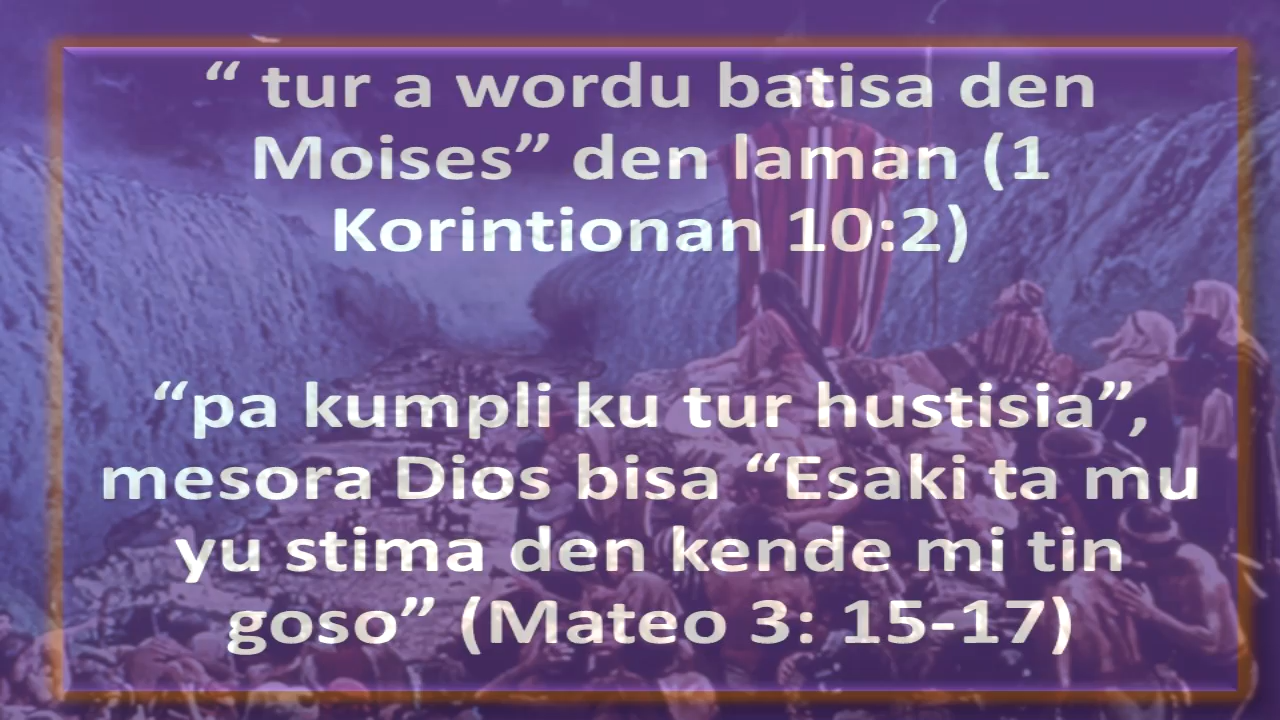 “ tur a wordu batisa den
Moises” den laman (1
Korintionan 10:2)
“pa kumpli ku tur hustisia”,
mesora Dios bisa “Esaki ta mu
yu stima den kende mi tin
goso” (Mateo 3: 15-17)